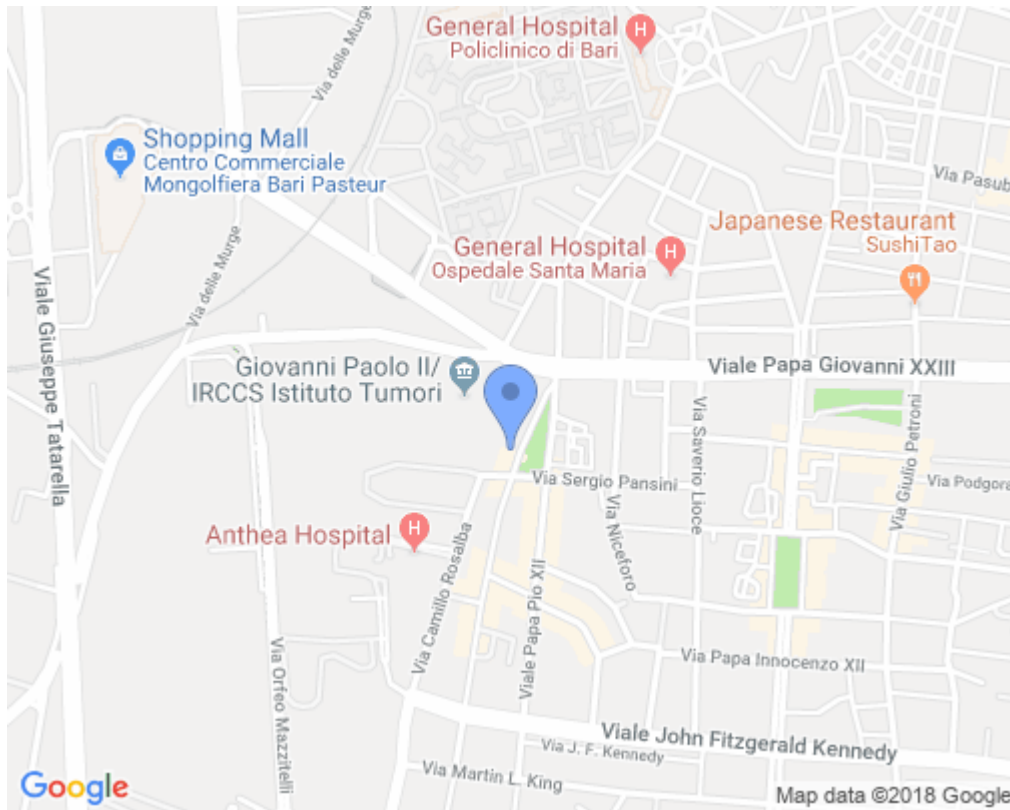 General Hospital
Policlinico di Bari
Via delle Murge
Shopping Mall
Centro Commerciale
Mongolfiera Bari Pasteur
Via
Japanese Restaurant
SushiTao
General Hospital
Ospedale Santa Maria
Via delle Murge
Viale Giuseppe Tatarella
Giovanni Paolo II/
IRCCS Istituto Tumori
Viale Papa Giovanni XXIII
Via Saverio Lioce
Via Giulio Petroni
Via Sergio Pansini
Via Podgora
Via Niceforo
Anthea Hospital
Via Camillo Rosalba
Viale Papa Pio XII
Via Orfeo Mazzitelli
Via Papa Innocenzo XII
Viale John Fitzgerald Kennedy
Via J. F. Kennedy
Via Martin L. King
Google
Map data ©2018 Google